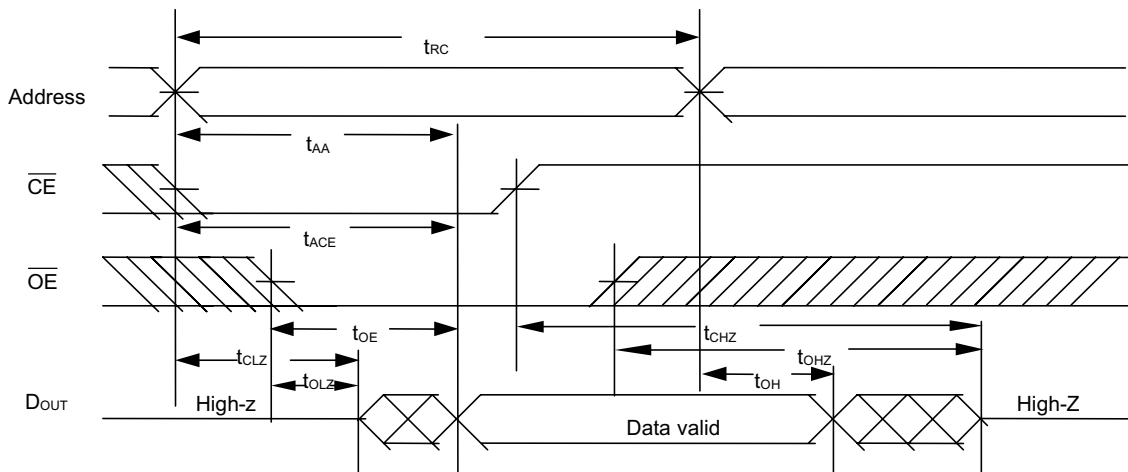 tRC
Address
tAA
CE
tACE
OE
tOE
tCHZ
tCLZ
tOHZ
tOLZ
tOH
DOUT
High-z
Data valid
High-Z